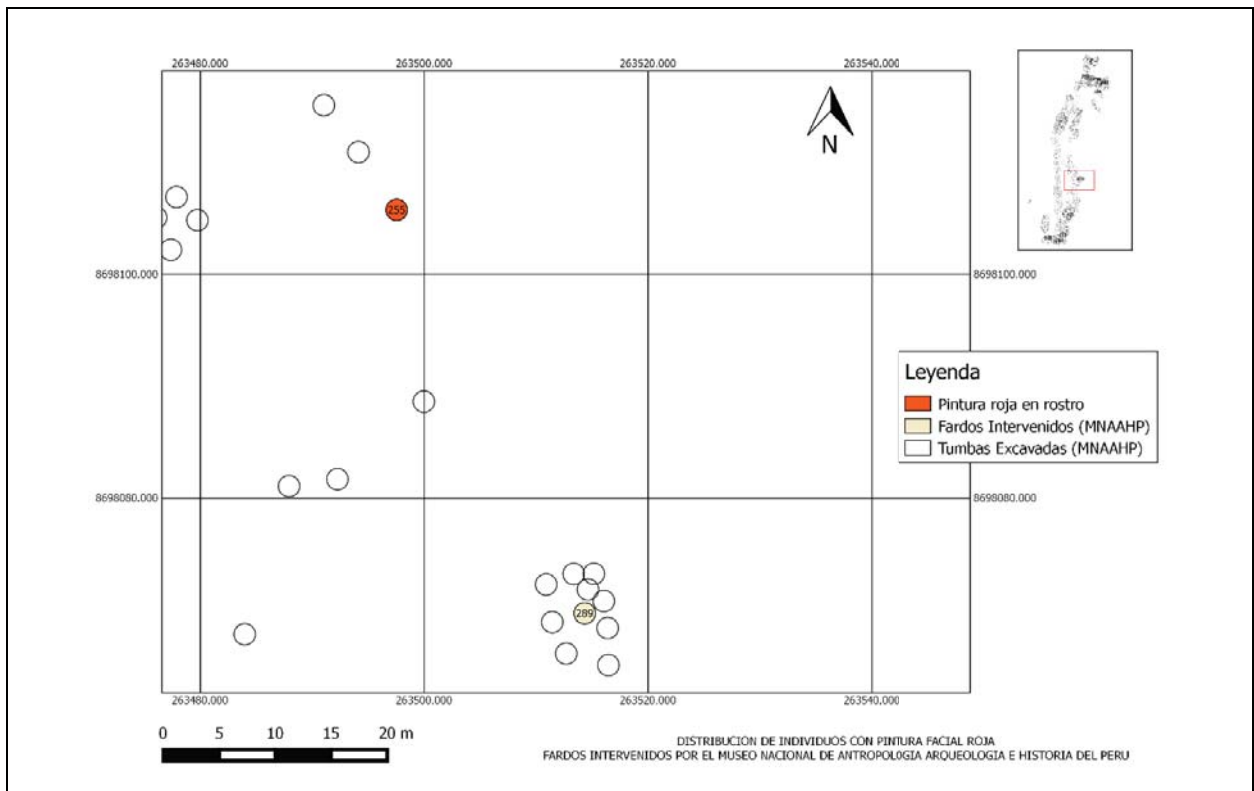 263480.000 263500.000 263520.000 263540.000
N
255
8698100.000 8698100.000
Leyenda
Pintura roja en rostro
Fardos Intervenidos (MNAAHP)
Tumbas Excavadas (MNAAHP)
8698080.000 8698080.000
289
263480.000 263500.000 263520.000 263540.000
0 5 10 15 20 m
DISTRIBUCION DE INDIVIDUOS CON PINTURA FACIAL ROJA
FARDOS INTERVENIDOS POR EL MUSEO NACIONAL DE ANTROPOLOGIA ARQUEOLOGIA E HISTORIA DEL PERU